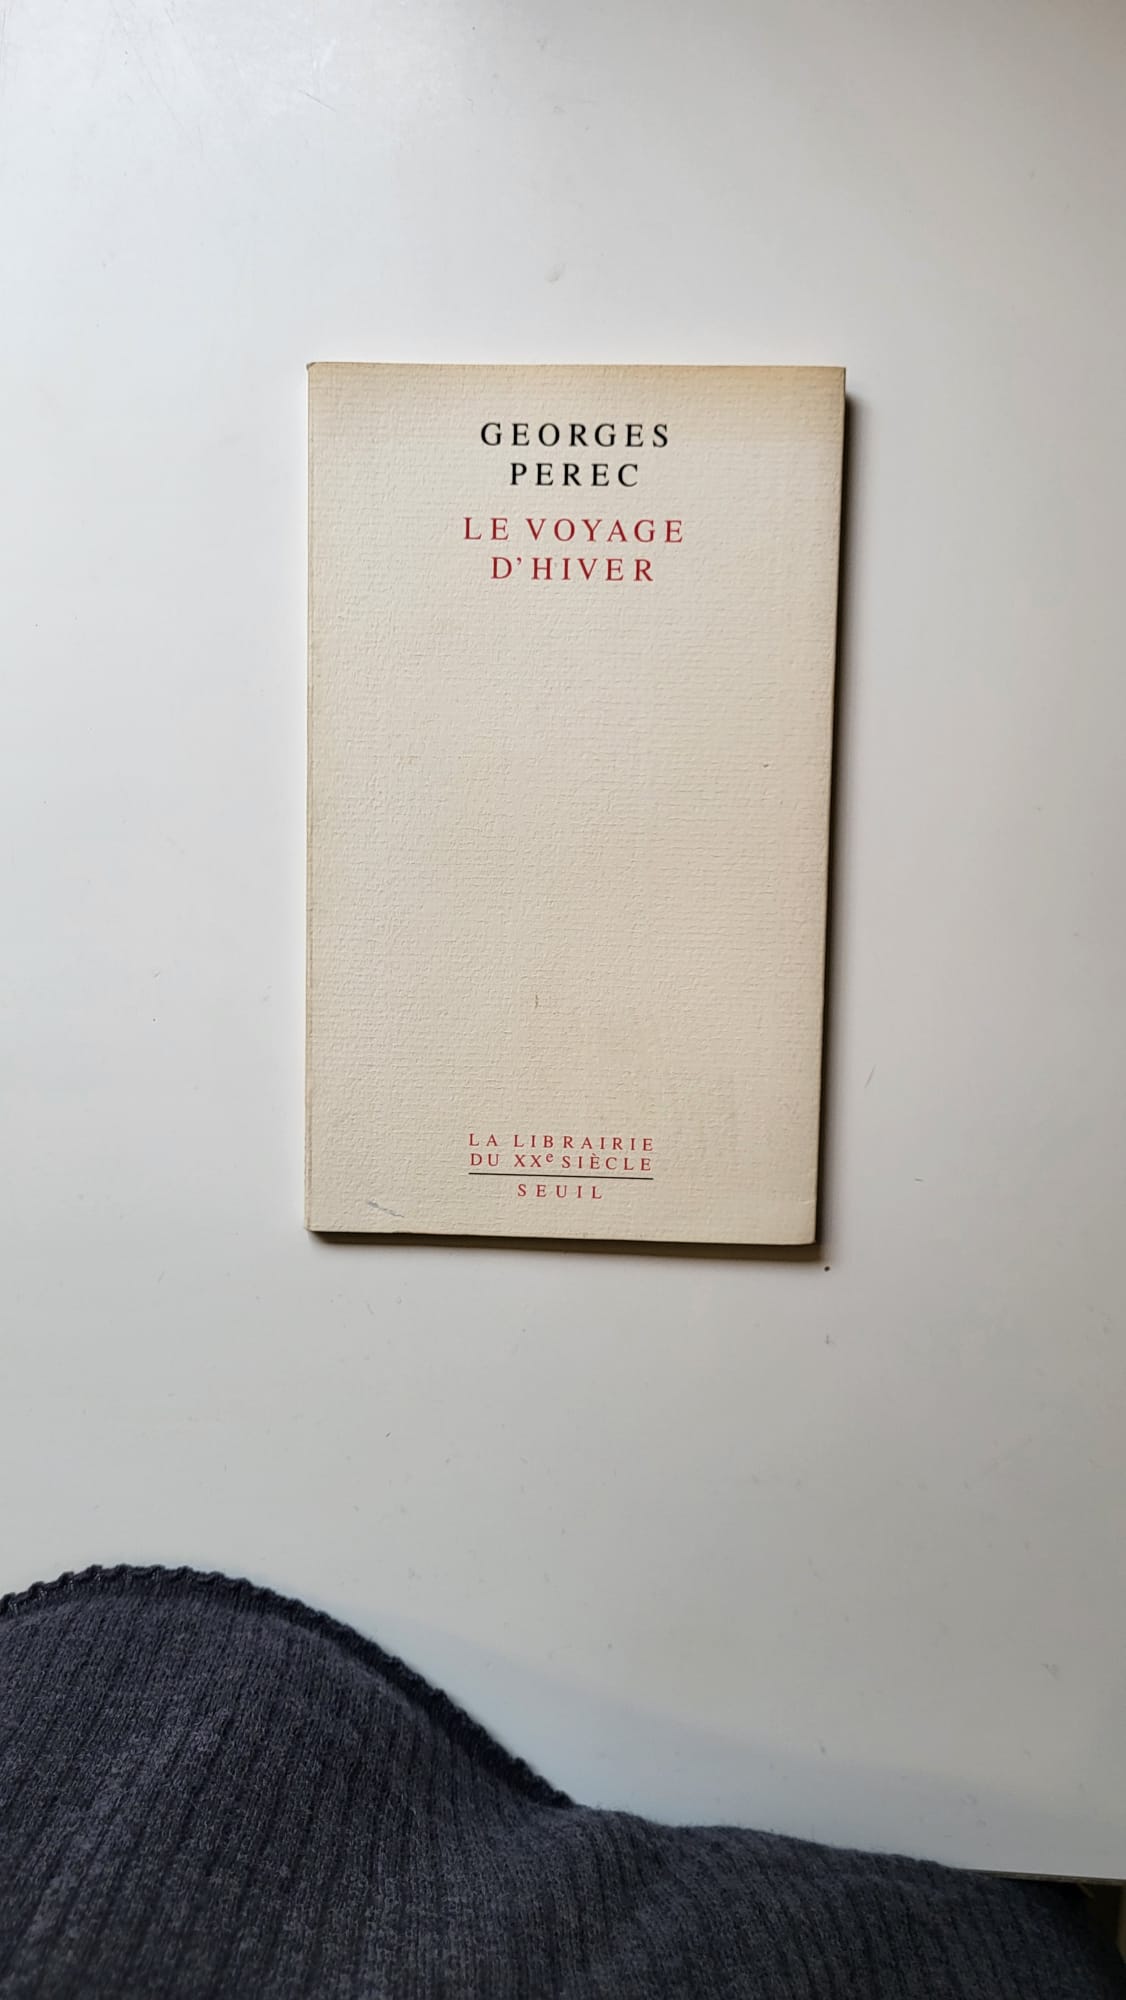 GEORGES
PEREC
LE VOYAGE
D'HIVER
LA LIBRAIRIE
DU XXe SIÈCLE
SEUIL